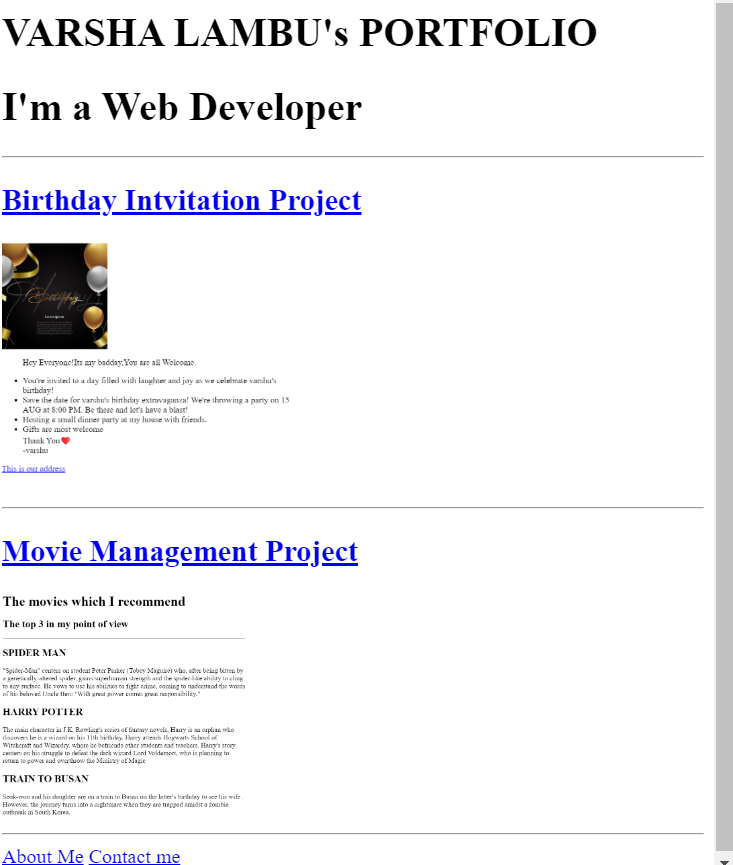 VARSHA LAMBU's PORTFOLIO
I'm a Web Developer
Birthday Intvitation Project
Happy
Birthday
Hey Everyone!Its my badday,You are all Welcome.
You're invited to a day filled with laughter and joy as we celebrate varshu's
birthday!
Save the date for varshu's birthday extravaganza! We're throwing a party on 15
AUG at 8:00 PM. Be there and let's have a blast!
Hosting a small dinner party at my house with friends.
Gifts are most welcome
Thank You❤️
-varshu
This is our address
Movie Management Project
The movies which I recommend
The top 3 in my point of view
SPIDER MAN
"Spider-Man" centers on student Peter Parker (Tobey Maguire) who, after being bitten by
a genetically-altered spider, gains superhuman strength and the spider-like ability to cling
to any surface. He vows to use his abilities to fight crime, coming to understand the words
of his beloved Uncle Ben: "With great power comes great responsibility."
HARRY POTTER
The main character in J.K. Rowling's series of fantasy novels, Harry is an orphan who
discovers he is a wizard on his 11th birthday. Harry attends Hogwarts School of
Witchcraft and Wizardry, where he befriends other students and teachers. Harry's story
centers on his struggle to defeat the dark wizard Lord Voldemort, who is planning to
return to power and overthrow the Ministry of Magic
TRAIN TO BUSAN
Seok-woo and his daughter are on a train to Busan on the latter's birthday to see his wife .
However, the journey turns into a nightmare when they are trapped amidst a zombie
outbreak in South Korea.
About Me Contact me